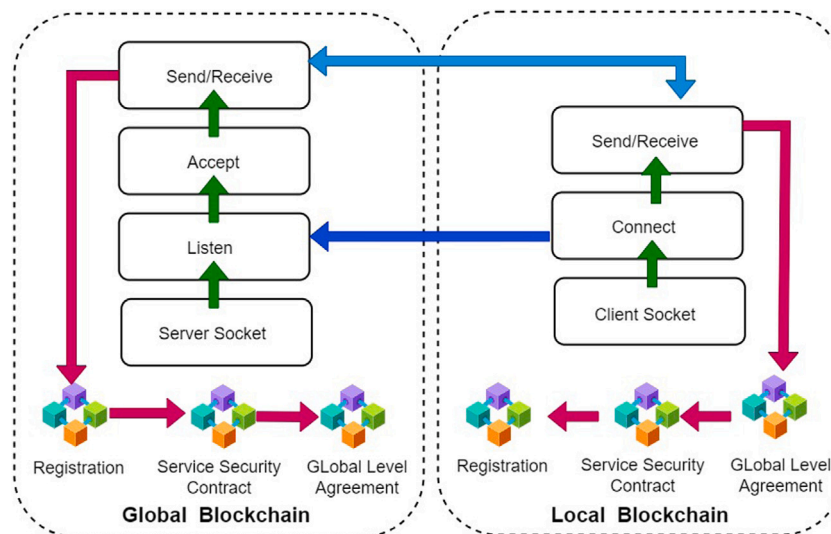 Send/Receive
Accept
Listen
Server Socket
Registration
Service Security
Contract
GLobal Level
Agreement
Global Blockchain
Send/Receive
Connect
Client Socket
Registration
Service Security
Contract
GLobal Level
Agreement
Local Blockchain